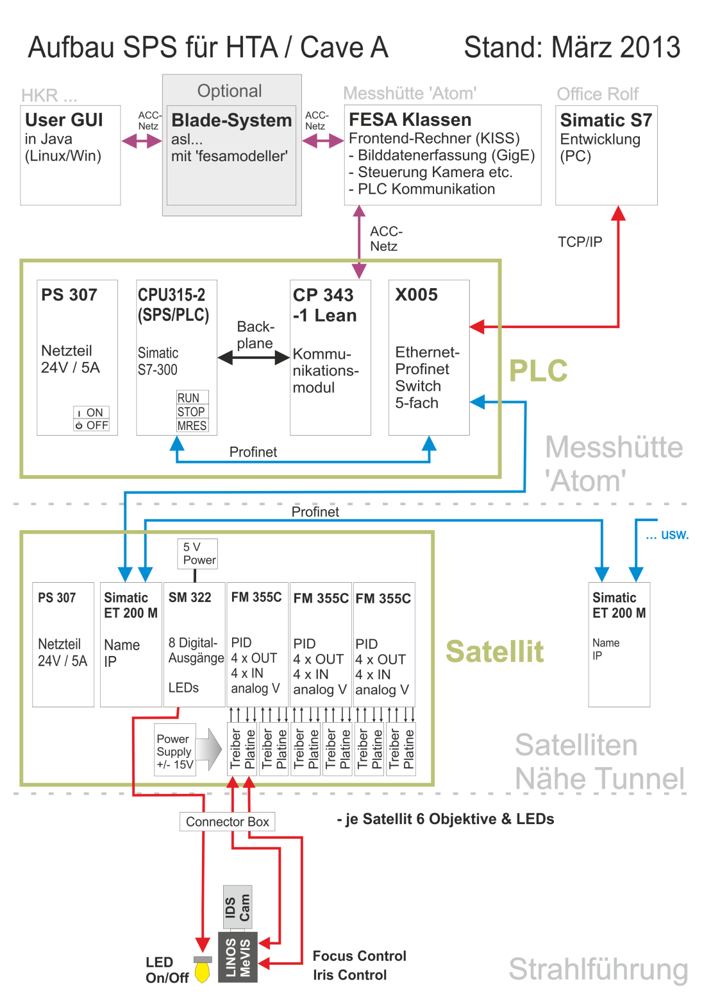 Aufbau SPS für HTA / Cave A
Stand: März 2013
HKR ...
User GUI
in Java
(Linux/Win)
ACC-
Netz
Optional
Blade-System
asl...
mit 'fesamodeller'
ACC-
Netz
Messhütte 'Atom'
FESA Klassen
Frontend-Rechner (KISS)
- Bilddatenerfassung (GigE)
- Steuerung Kamera etc.
- PLC Kommunikation
Office Rolf
Simatic S7
Entwicklung
(PC)
ACC-
Netz
TCP/IP
PS 307
Netzteil
24V / 5A
I ON
⏻ OFF
CPU315-2
(SPS/PLC)
Simatic
S7-300
RUN
STOP
MRES
Back-
plane
CP 343
-1 Lean
Kommu-
nikations-
modul
X005
Ethernet-
Profinet
Switch
5-fach
PLC
Profinet
Messhütte
'Atom'
Profinet
... usw.
5 V
Power
PS 307
Netzteil
24V / 5A
Simatic
ET 200 M
Name
IP
SM 322
8 Digital-
Ausgänge
LEDs
FM 355C
PID
4 x OUT
4 x IN
analog V
FM 355C
PID
4 x OUT
4 x IN
analog V
FM 355C
PID
4 x OUT
4 x IN
analog V
Satellit
Simatic
ET 200 M
Name
IP
Power
Supply
+/- 15V
Treiber
Platine
Treiber
Platine
Treiber
Platine
Treiber
Platine
Treiber
Platine
Treiber
Platine
Satelliten
Nähe Tunnel
Connector Box
- je Satellit 6 Objektive & LEDs
IDS
Cam
LINOS
MeVIS
LED
On/Off
Focus Control
Iris Control
Strahlführung